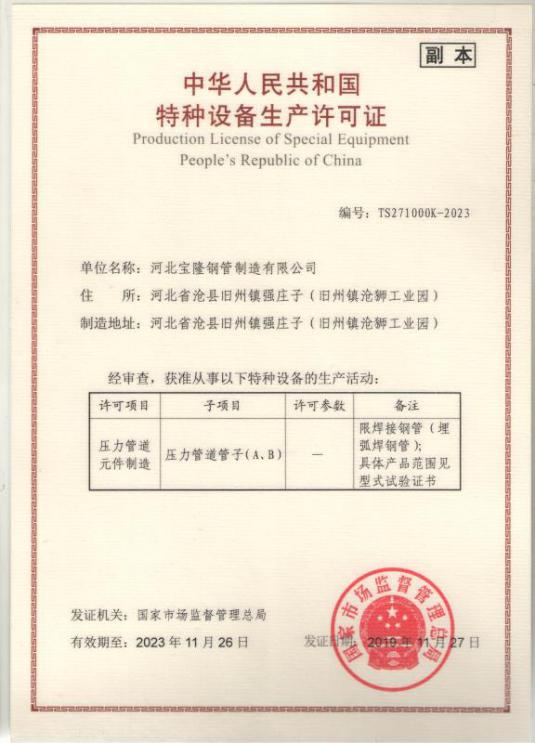 副 本
中华人民共和国
特种设备生产许可证
Production License of Special Equipment
People's Republic of China
编号：TS271000K-2023
单位名称：河北宝隆钢管制造有限公司
住 所：河北省沧县旧州镇强庄子（旧州镇沧狮工业园）
制造地址：河北省沧县旧州镇强庄子（旧州镇沧狮工业园）
经审查，获准从事以下特种设备的生产活动：
许可项目 子项目 许可参数 备注
压力管道元件制造 压力管道管子(A、B) — 限焊接钢管（埋弧焊钢管）；具体产品范围见型式试验证书
国家市场监督管理总局
发证机关：国家市场监督管理总局
有效期至：2023 年 11 月 26 日
发证日期：2019 年 11 月 27 日